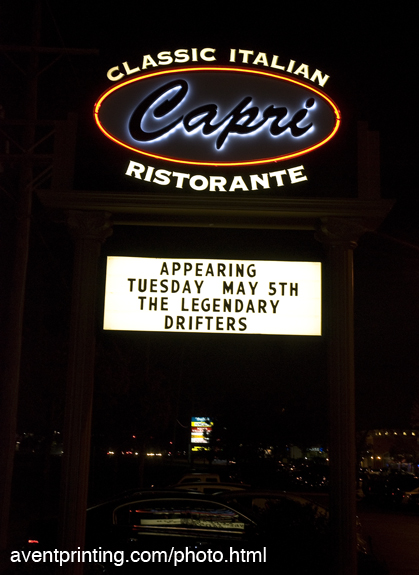 CLASSIC ITALIAN
Capri
RISTORANTE
APPEARING
TUESDAY MAY 5TH
THE LEGENDARY
DRIFTERS
aventprinting.com/photo.html